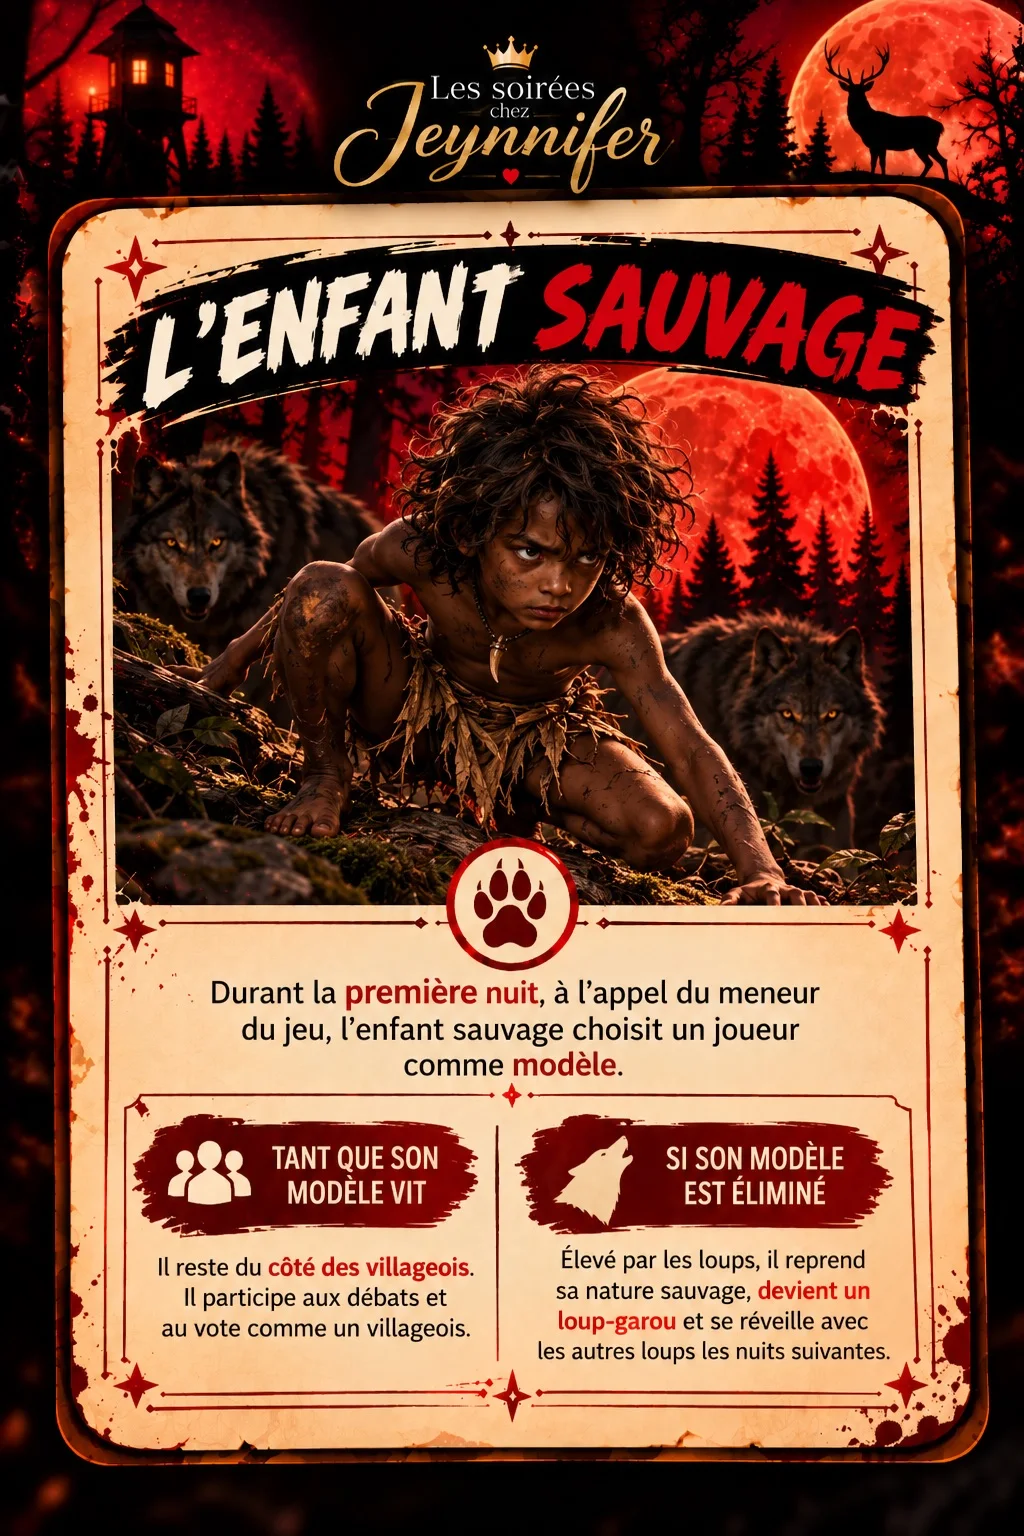 Les soirées
chez
Jeynnifer
L'ENFANT SAUVAGE
Durant la première nuit, à l'appel du meneur
du jeu, l'enfant sauvage choisit un joueur
comme modèle.
TANT QUE SON
MODÈLE VIT
Il reste du côté des villageois.
Il participe aux débats et
au vote comme un villageois.
SI SON MODÈLE
EST ÉLIMINÉ
Élevé par les loups, il reprend
sa nature sauvage, devient un
loup-garou et se réveille avec
les autres loups les nuits suivantes.